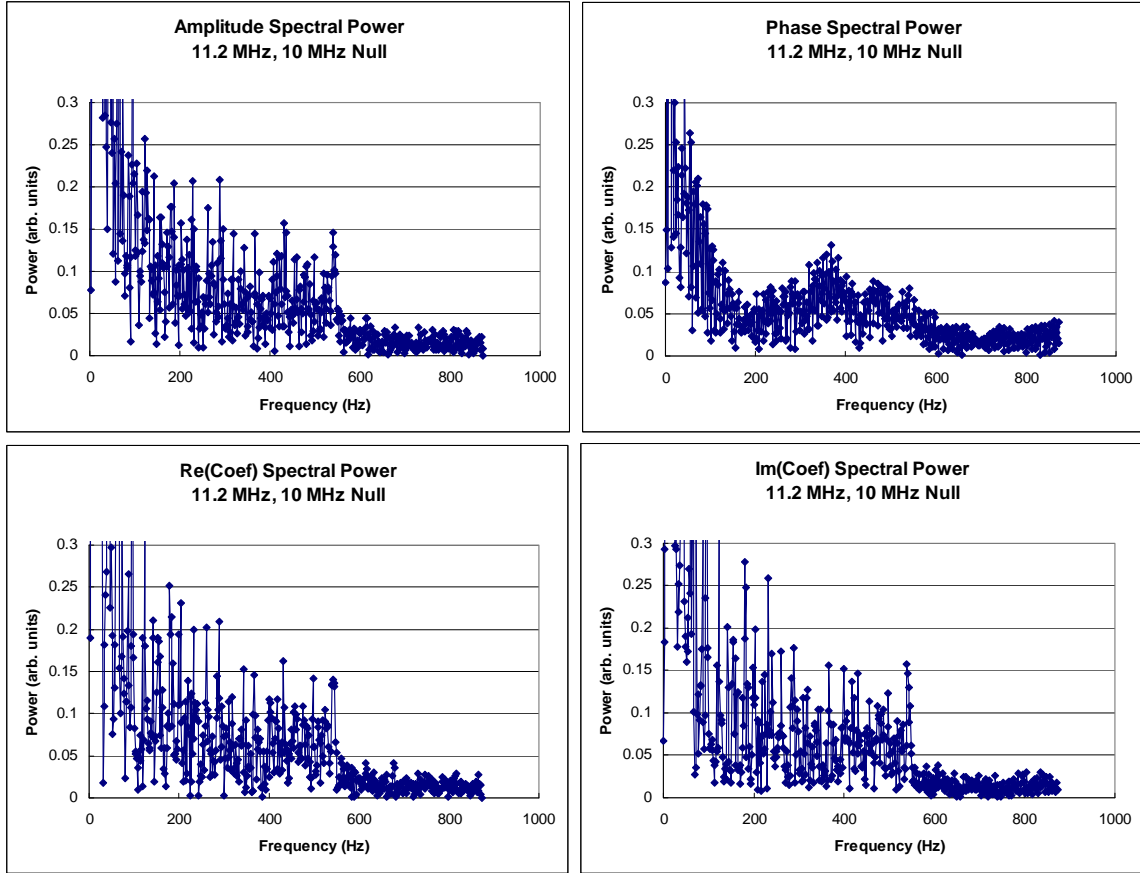 Amplitude Spectral Power
11.2 MHz, 10 MHz Null
Power (arb. units)
0.3
0.25
0.2
0.15
0.1
0.05
0
0 200 400 600 800 1000
Frequency (Hz)
Phase Spectral Power
11.2 MHz, 10 MHz Null
Power (arb. units)
0.3
0.25
0.2
0.15
0.1
0.05
0
0 200 400 600 800 1000
Frequency (Hz)
Re(Coef) Spectral Power
11.2 MHz, 10 MHz Null
Power (arb. units)
0.3
0.25
0.2
0.15
0.1
0.05
0
0 200 400 600 800 1000
Frequency (Hz)
Im(Coef) Spectral Power
11.2 MHz, 10 MHz Null
Power (arb. units)
0.3
0.25
0.2
0.15
0.1
0.05
0
0 200 400 600 800 1000
Frequency (Hz)